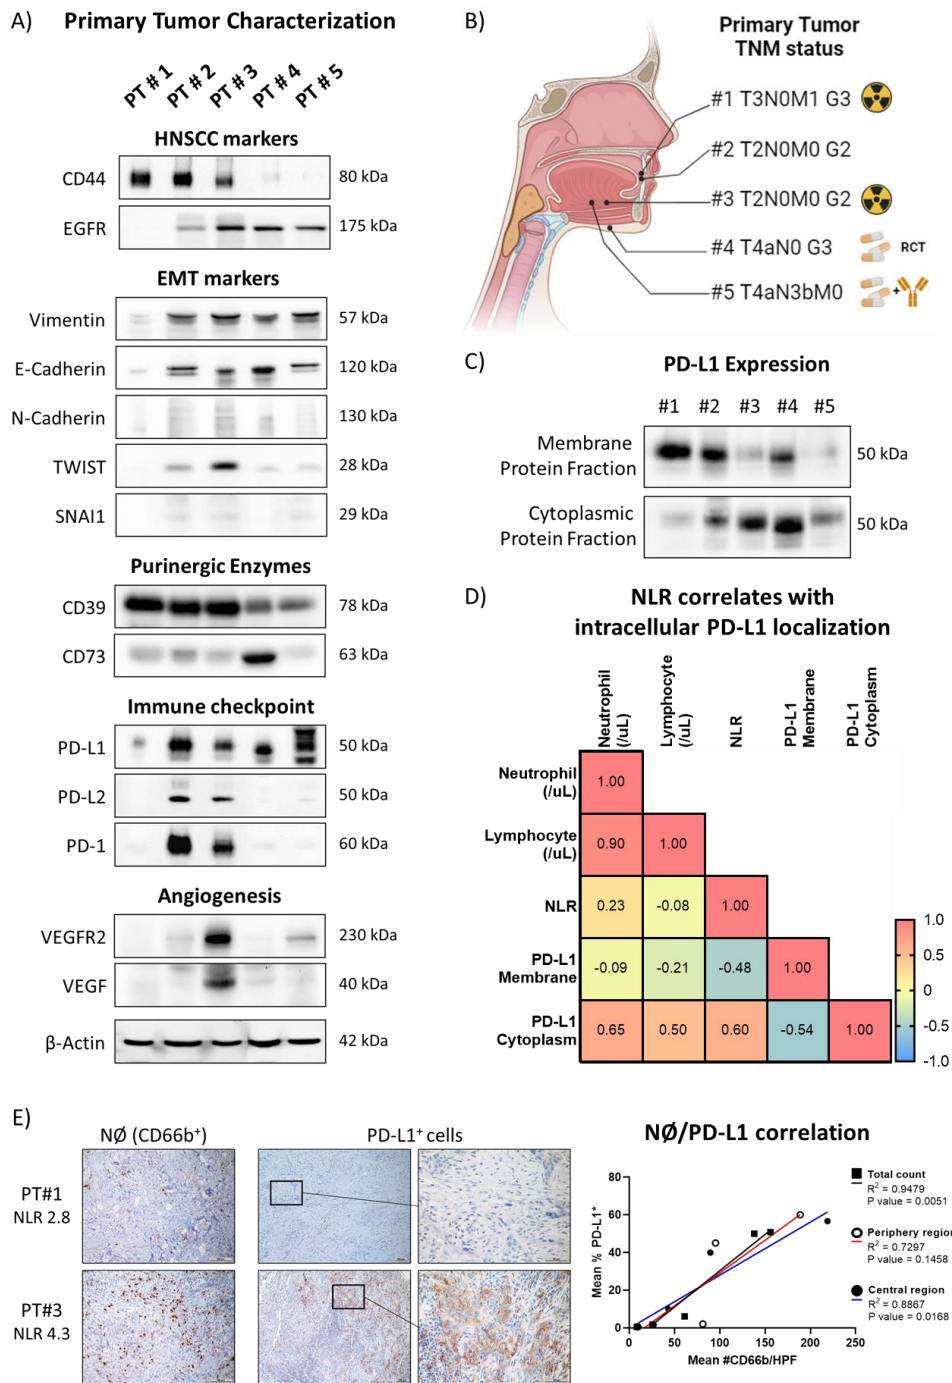 A) Primary Tumor Characterization
PT # 1
PT # 2
PT # 3
PT # 4
PT # 5
HNSCC markers
CD44 80 kDa
EGFR 175 kDa
EMT markers
Vimentin 57 kDa
E-Cadherin 120 kDa
N-Cadherin 130 kDa
TWIST 28 kDa
SNAI1 29 kDa
Purinergic Enzymes
CD39 78 kDa
CD73 63 kDa
Immune checkpoint
PD-L1 50 kDa
PD-L2 50 kDa
PD-1 60 kDa
Angiogenesis
VEGFR2 230 kDa
VEGF 40 kDa
β-Actin 42 kDa
B)
Primary Tumor
TNM status
#1 T3N0M1 G3
#2 T2N0M0 G2
#3 T2N0M0 G2
#4 T4aN0 G3 RCT
#5 T4aN3bM0 +
C) PD-L1 Expression
#1 #2 #3 #4 #5
Membrane
Protein Fraction
50 kDa
Cytoplasmic
Protein Fraction
50 kDa
D) NLR correlates with
intracellular PD-L1 localization
Neutrophil
(/uL)
Lymphocyte
(/uL)
NLR
PD-L1
Membrane
PD-L1
Cytoplasm
Neutrophil
(/uL)
1.00
Lymphocyte
(/uL)
0.90 1.00
NLR 0.23 -0.08 1.00
PD-L1
Membrane
-0.09 -0.21 -0.48 1.00
PD-L1
Cytoplasm
0.65 0.50 0.60 -0.54 1.00
1.0
0.5
0
-0.5
-1.0
E)
NØ (CD66b+)
PD-L1+ cells
PT#1
NLR 2.8
PT#3
NLR 4.3
NØ/PD-L1 correlation
Mean % PD-L1+
80
60
40
20
0
0 50 100 150 200 250
Mean #CD66b/HPF
Total count
R2 = 0.9479
P value = 0.0051
Periphery region
R2 = 0.7297
P value = 0.1458
Central region
R2 = 0.8867
P value = 0.0168